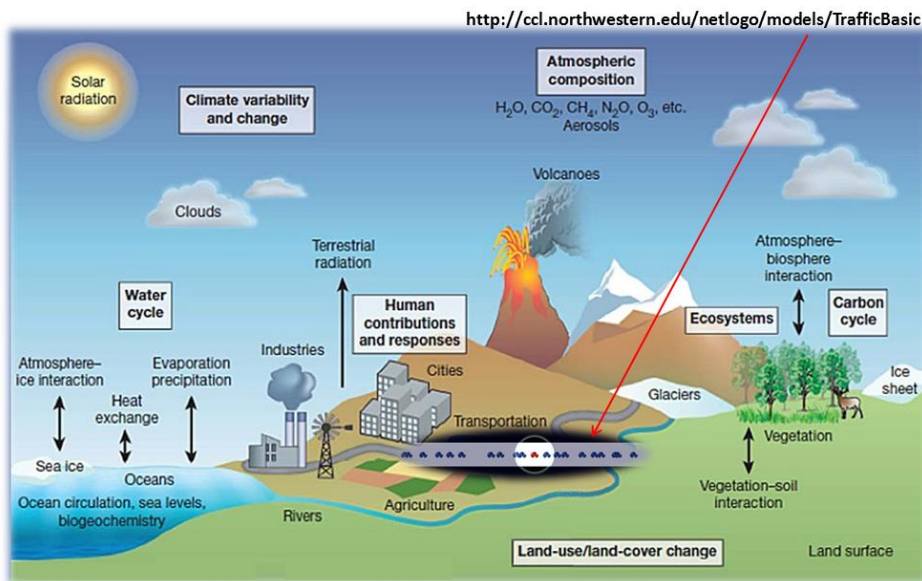 http://ccl.northwestern.edu/netlogo/models/TrafficBasic
Solar
radiation
Climate variability
and change
Atmospheric
composition
H₂O, CO₂, CH₄, N₂O, O₃, etc.
Aerosols
Volcanoes
Clouds
Terrestrial
radiation
Atmosphere–
biosphere
interaction
Water
cycle
Human
contributions
and responses
Ecosystems
Carbon
cycle
Atmosphere–
ice interaction
Evaporation
precipitation
Industries
Cities
Heat
exchange
Glaciers
Ice
sheet
Transportation
Vegetation
Sea ice
Oceans
Ocean circulation, sea levels,
biogeochemistry
Rivers
Agriculture
Vegetation–soil
interaction
Land-use/land-cover change
Land surface